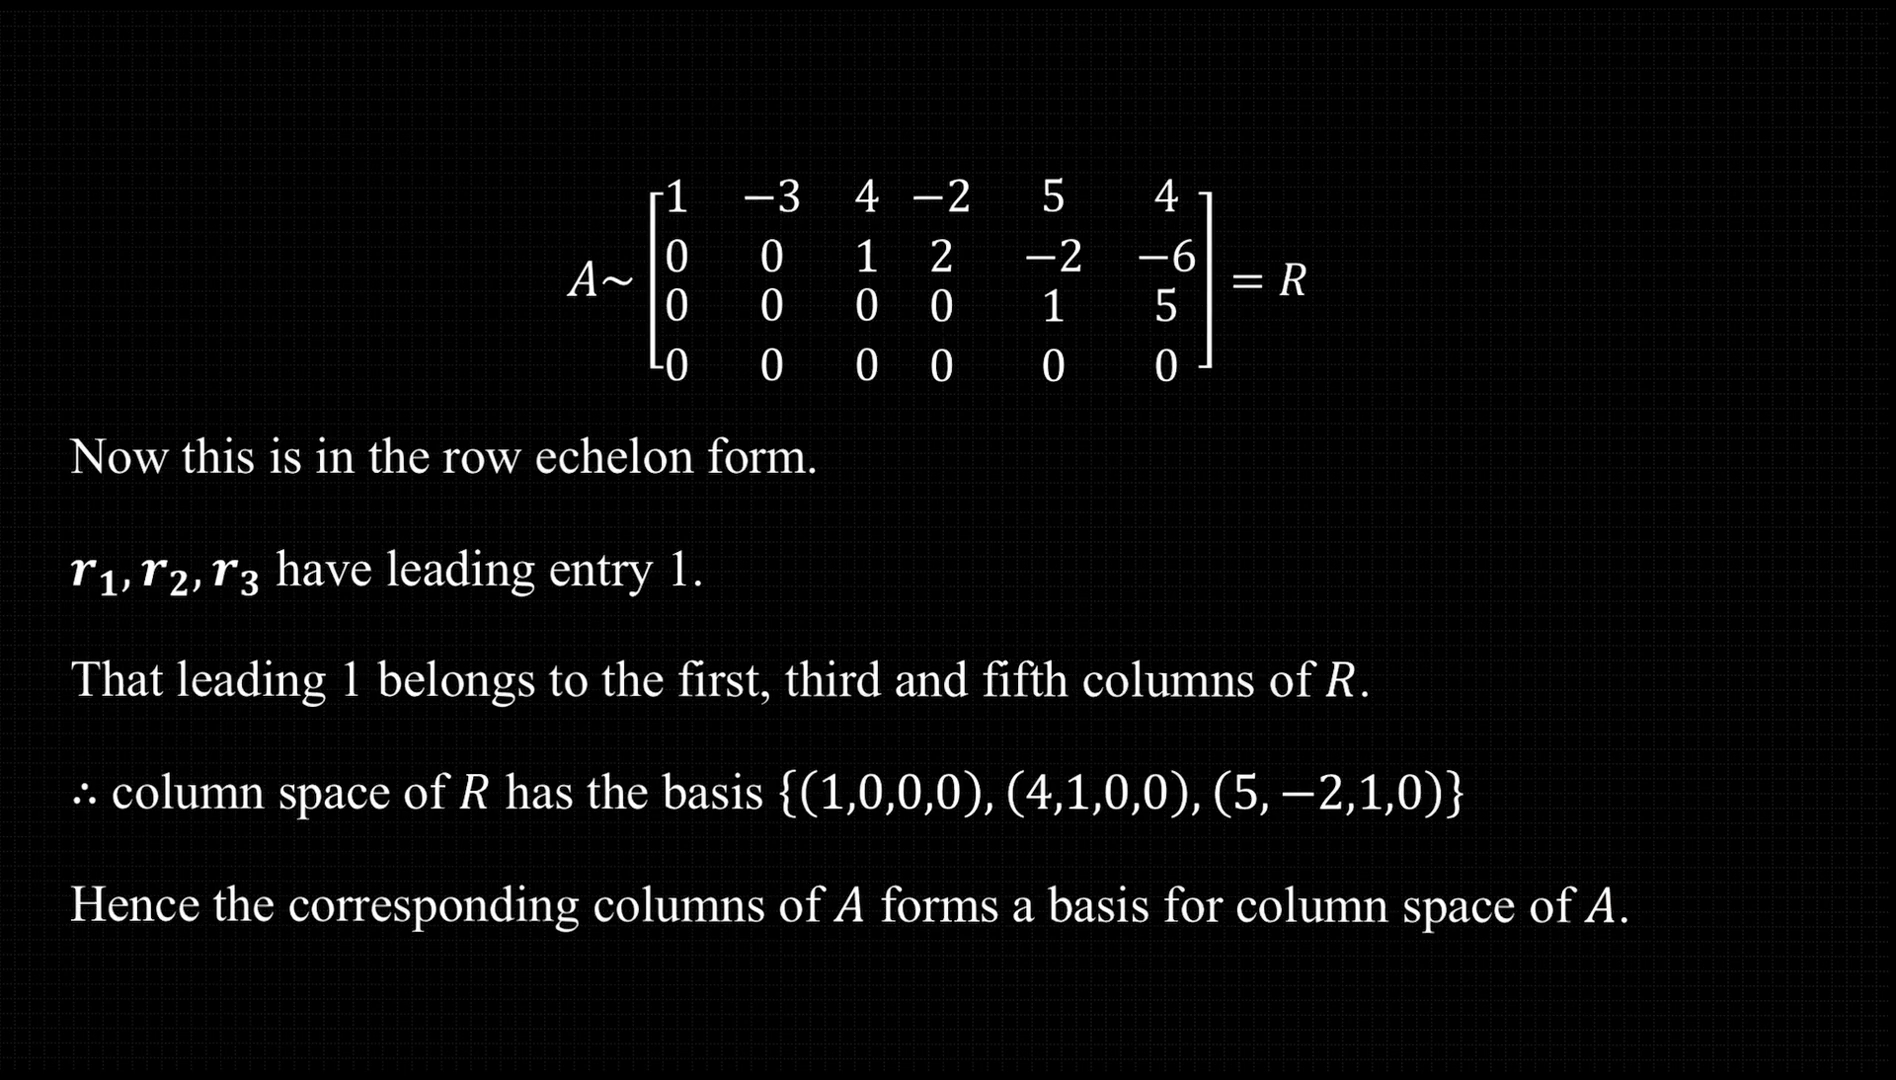 1 −3 4 −2 5 4
0 0 1 2 −2 −6
A~ = R
0 0 0 0 1 5
0 0 0 0 0 0
Now this is in the row echelon form.
r₁, r₂, r₃ have leading entry 1.
That leading 1 belongs to the first, third and fifth columns of R.
∴ column space of R has the basis {(1,0,0,0), (4,1,0,0), (5, −2,1,0)}
Hence the corresponding columns of A forms a basis for column space of A.